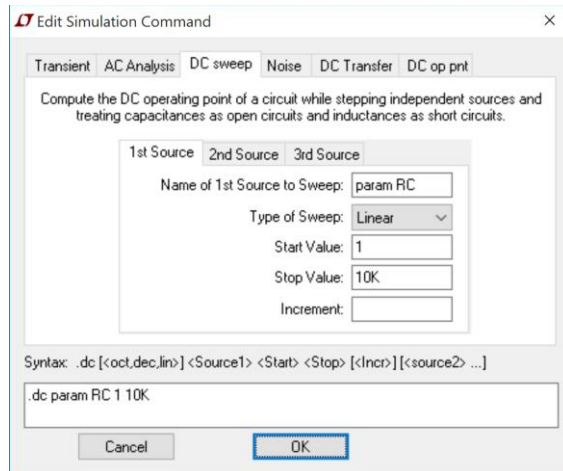 Edit Simulation Command
Transient AC Analysis DC sweep Noise DC Transfer DC op pnt
Compute the DC operating point of a circuit while stepping independent sources and
treating capacitances as open circuits and inductances as short circuits.
1st Source 2nd Source 3rd Source
Name of 1st Source to Sweep: param RC
Type of Sweep: Linear
Start Value: 1
Stop Value: 10K
Increment:
Syntax: .dc [<oct,dec,lin>] <Source1> <Start> <Stop> [<Incr>] [<source2> ...]
.dc param RC 1 10K
Cancel OK